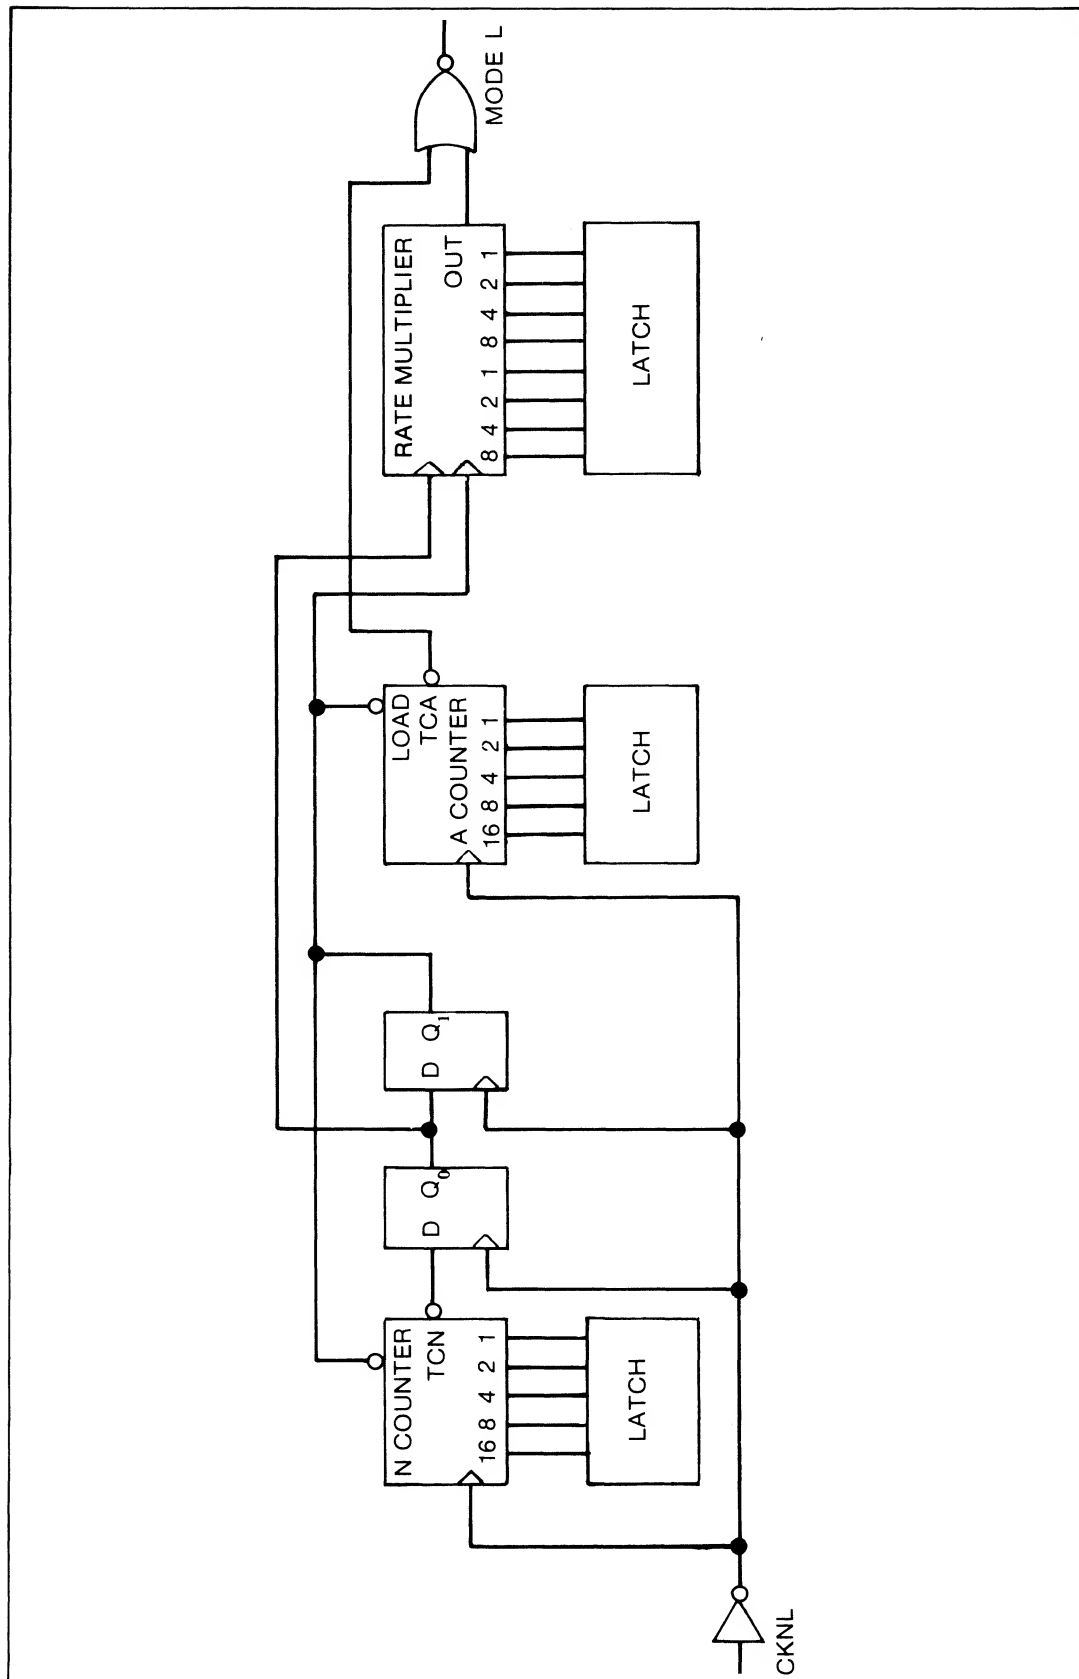 CKNL
N COUNTER
TCN
16 8 4 2 1
LATCH
D Q0
D Q1
LOAD
TCA
A COUNTER
16 8 4 2 1
LATCH
RATE MULTIPLIER
OUT
8 4 2 1 8 4 2 1
LATCH
MODE L